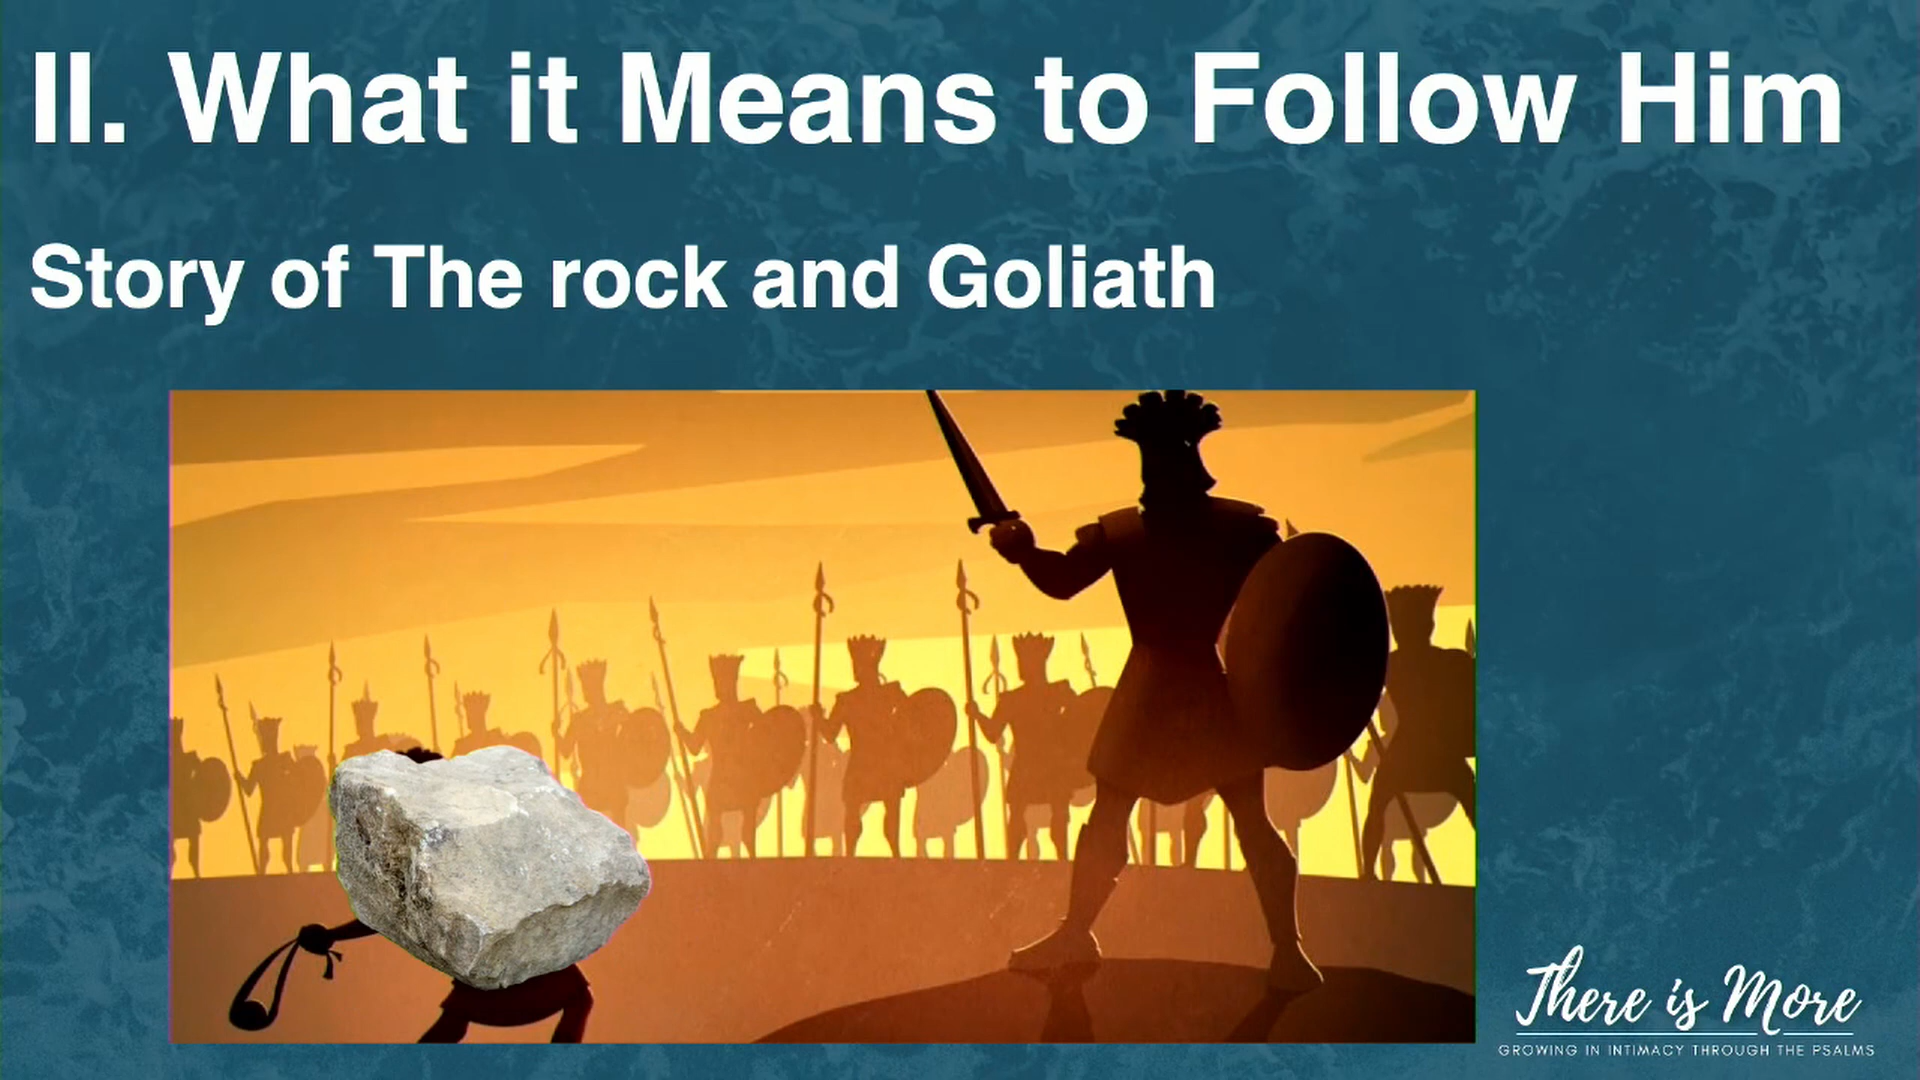 II. What it Means to Follow Him
Story of The rock and Goliath
There is More
GROWING IN INTIMACY THROUGH THE PSALMS